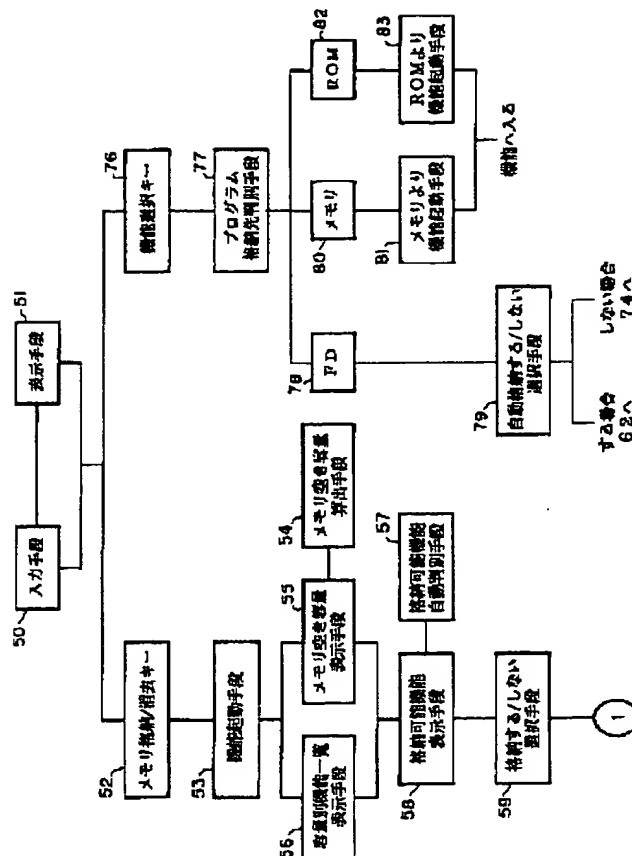 50
入力手段
51
表示手段
52
メモリ格納/消去キー
53
機能起動手段
56
容量別機能一覧
表示手段
55
メモリ空き容量
表示手段
54
メモリ空き容量
算出手段
58
格納可能機能
表示手段
57
格納可能機能
自動判別手段
59
格納する/しない
選択手段
1
76
機能選択キー
77
プログラム
格納先判別手段
78
FD
80
メモリ
82
ROM
79
自動格納する/しない
選択手段
81
メモリより
機能起動手段
83
ROMより
機能起動手段
する場合
62へ
しない場合
74へ
機能へ入る